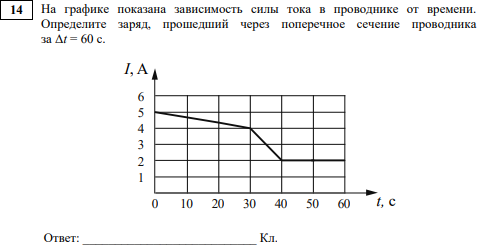 14 На графике показана зависимость силы тока в проводнике от времени.
Определите заряд, прошедший через поперечное сечение проводника
за Δt = 60 с.
I, А
6
5
4
3
2
1
0 10 20 30 40 50 60 t, с
Ответ: ___________________________ Кл.